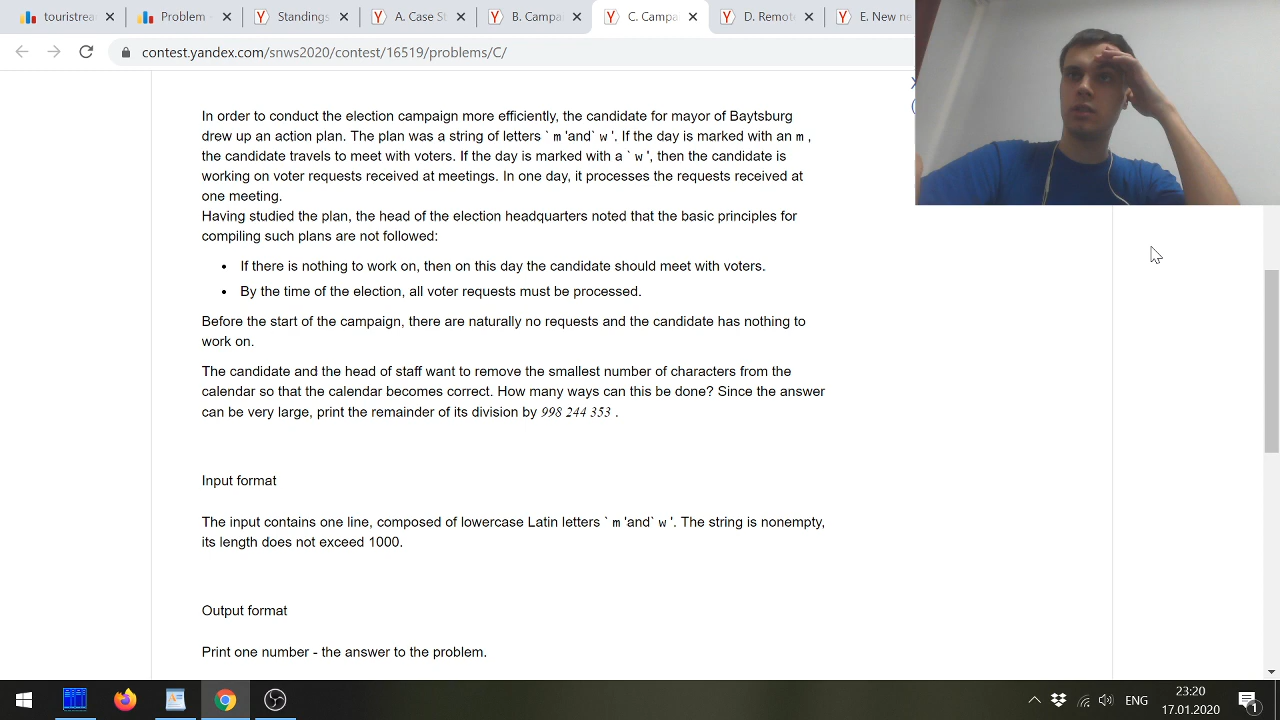 touristrea
Problem
Standings
A. Case St
B. Campa
C. Campa
D. Remot
E. New ne
contest.yandex.com/snws2020/contest/16519/problems/C/
In order to conduct the election campaign more efficiently, the candidate for mayor of Baytsburg
drew up an action plan. The plan was a string of letters ` m 'and` w '. If the day is marked with an m ,
the candidate travels to meet with voters. If the day is marked with a ` w ', then the candidate is
working on voter requests received at meetings. In one day, it processes the requests received at
one meeting.
Having studied the plan, the head of the election headquarters noted that the basic principles for
compiling such plans are not followed:
• If there is nothing to work on, then on this day the candidate should meet with voters.
• By the time of the election, all voter requests must be processed.
Before the start of the campaign, there are naturally no requests and the candidate has nothing to
work on.
The candidate and the head of staff want to remove the smallest number of characters from the
calendar so that the calendar becomes correct. How many ways can this be done? Since the answer
can be very large, print the remainder of its division by 998 244 353 .
Input format
The input contains one line, composed of lowercase Latin letters ` m 'and` w '. The string is nonempty,
its length does not exceed 1000.
Output format
Print one number - the answer to the problem.
ENG
23:20
17.01.2020
1